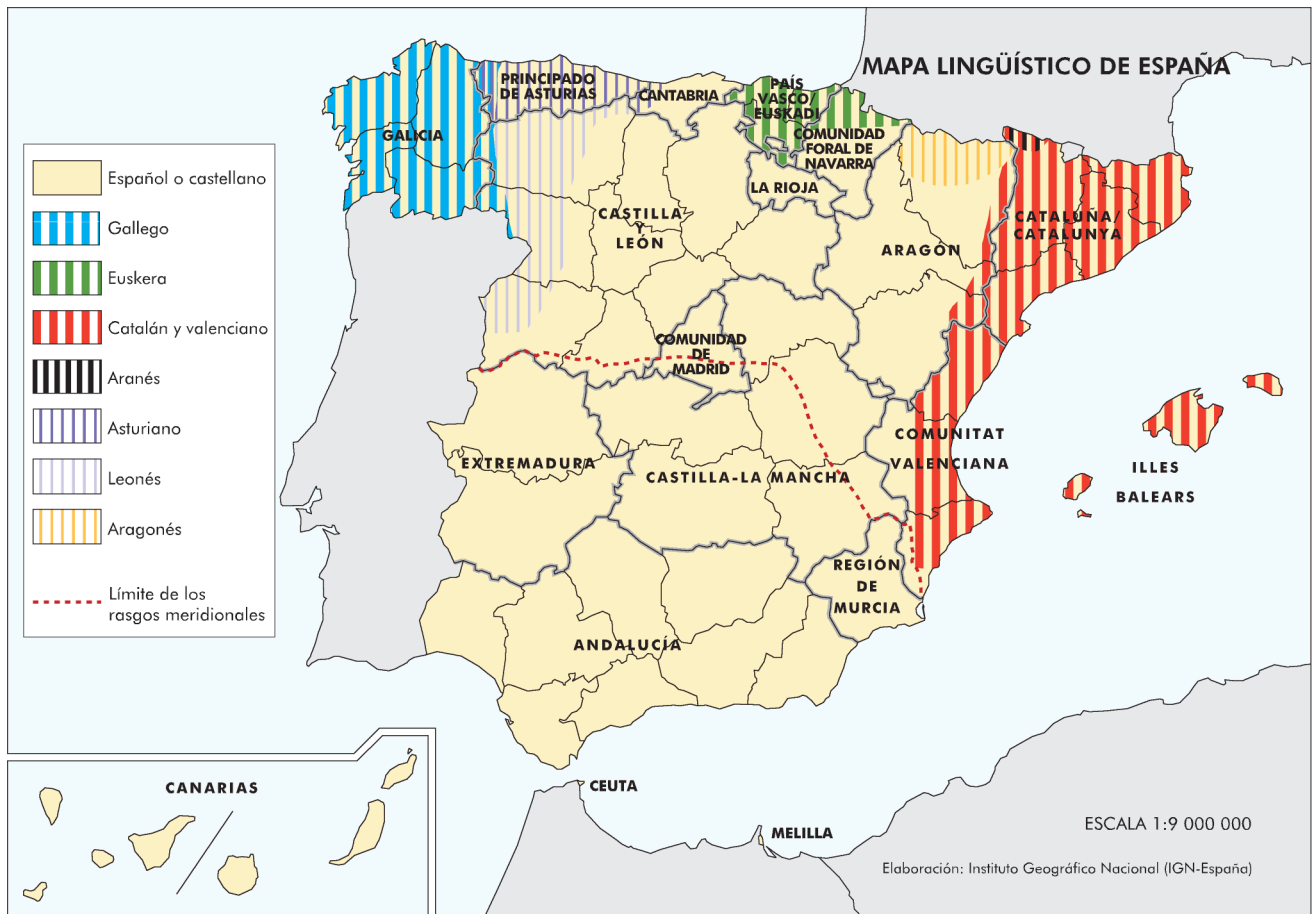 MAPA LINGÜÍSTICO DE ESPAÑA
Español o castellano
Gallego
Euskera
Catalán y valenciano
Aranés
Asturiano
Leonés
Aragonés
Límite de los
rasgos meridionales
GALICIA
PRINCIPADO
DE ASTURIAS
CANTABRIA
PAÍS
VASCO/
EUSKADI
COMUNIDAD
FORAL DE
NAVARRA
LA RIOJA
CASTILLA
Y
LEÓN
ARAGÓN
CATALUÑA/
CATALUNYA
COMUNIDAD
DE
MADRID
EXTREMADURA
CASTILLA-LA MANCHA
COMUNITAT
VALENCIANA
ILLES
BALEARS
REGIÓN
DE
MURCIA
ANDALUCÍA
CANARIAS
CEUTA
MELILLA
ESCALA 1:9 000 000
Elaboración: Instituto Geográfico Nacional (IGN-España)